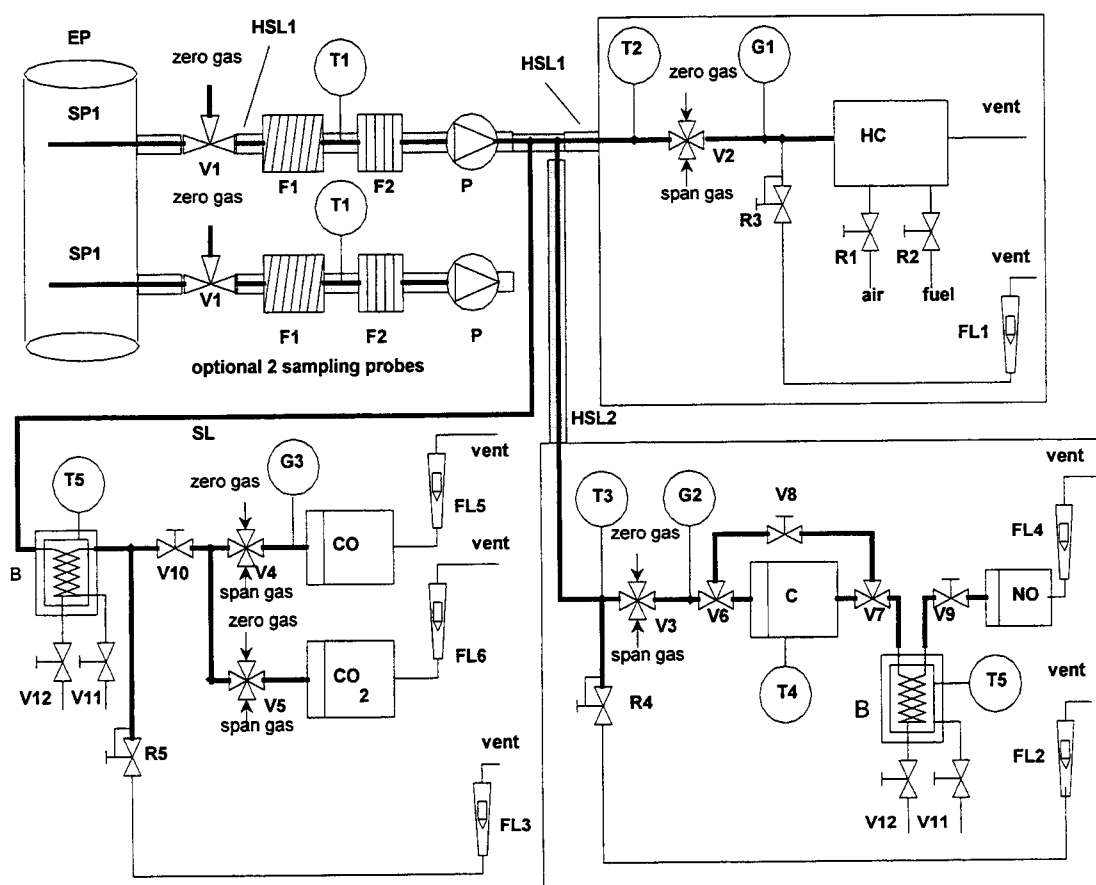 EP
HSL1
zero gas
T1
SP1
V1
F1
F2
P
zero gas
T1
SP1
V1
F1
F2
P
optional 2 sampling probes
HSL1
T2
zero gas
G1
V2
span gas
HC
vent
R3
R1
R2
air
fuel
vent
FL1
SL
HSL2
T5
B
V10
zero gas
G3
V4
span gas
CO
vent
FL5
vent
zero gas
V5
span gas
CO
2
FL6
V12
V11
R5
vent
FL3
T3
zero gas
G2
V8
V3
span gas
V6
C
V7
V9
NO
vent
FL4
T4
R4
B
T5
vent
FL2
V12
V11